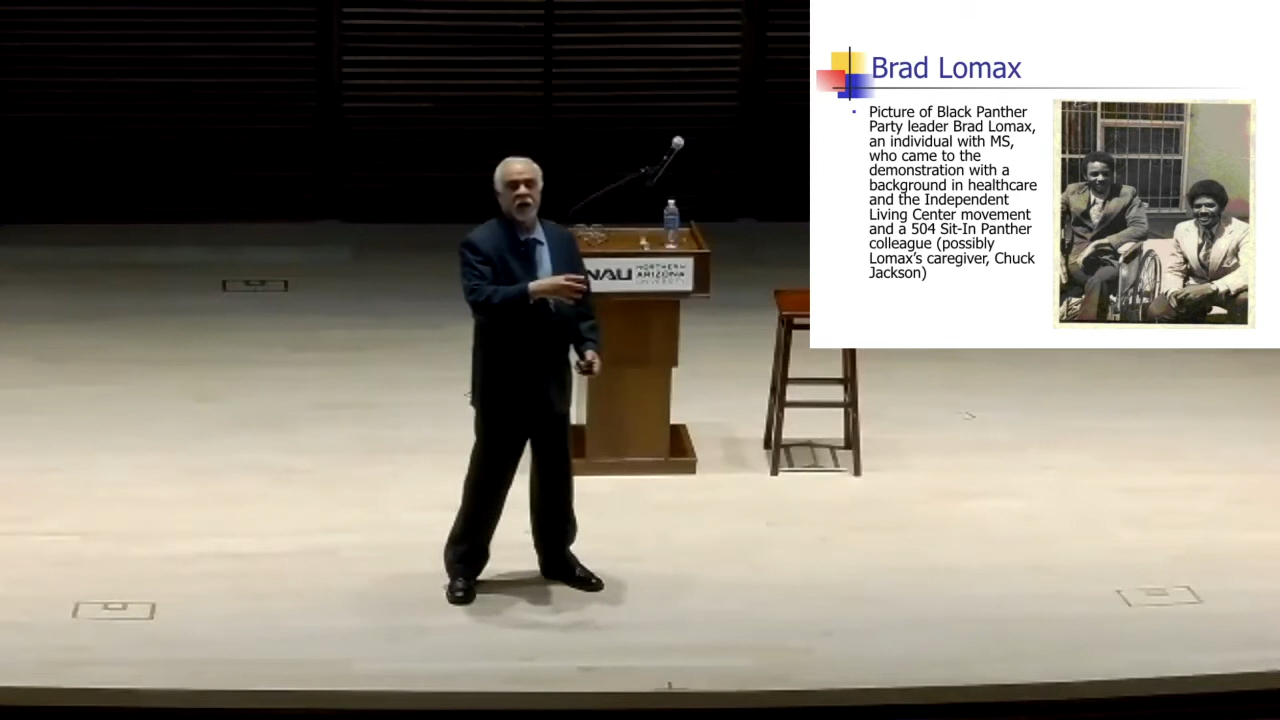 Brad Lomax
Picture of Black Panther
Party leader Brad Lomax,
an individual with MS,
who came to the
demonstration with a
background in healthcare
and the Independent
Living Center movement
and a 504 Sit-In Panther
colleague (possibly
Lomax's caregiver, Chuck
Jackson)
NAU
NORTHERN
ARIZONA
UNIVERSITY